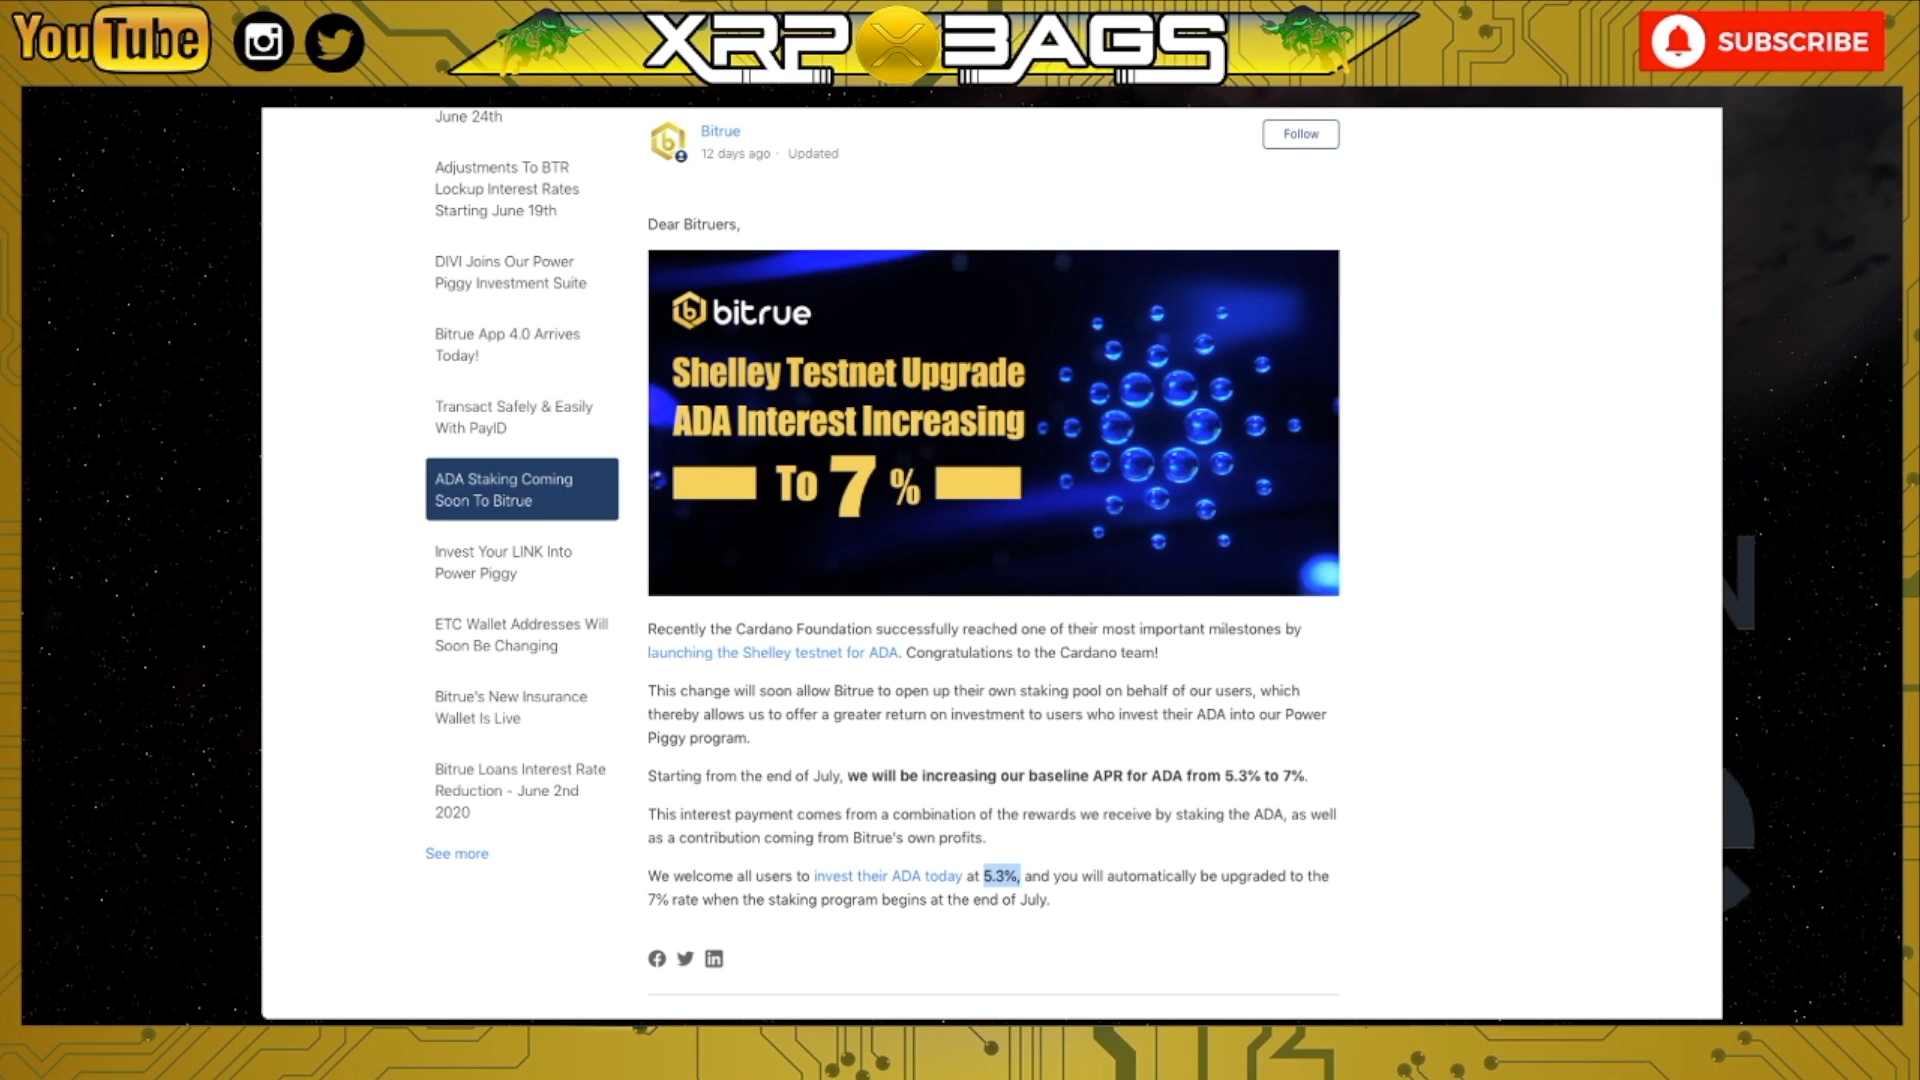 YouTube
XRP BAGS
SUBSCRIBE
June 24th
Adjustments To BTR
Lockup Interest Rates
Starting June 19th
DIVI Joins Our Power
Piggy Investment Suite
Bitrue App 4.0 Arrives
Today!
Transact Safely & Easily
With PayID
ADA Staking Coming
Soon To Bitrue
Invest Your LINK Into
Power Piggy
ETC Wallet Addresses Will
Soon Be Changing
Bitrue's New Insurance
Wallet Is Live
Bitrue Loans Interest Rate
Reduction - June 2nd
2020
See more
Bitrue
12 days ago · Updated
Follow
Dear Bitruers,
bitrue
Shelley Testnet Upgrade
ADA Interest Increasing
To 7 %
Recently the Cardano Foundation successfully reached one of their most important milestones by
launching the Shelley testnet for ADA. Congratulations to the Cardano team!
This change will soon allow Bitrue to open up their own staking pool on behalf of our users, which
thereby allows us to offer a greater return on investment to users who invest their ADA into our Power
Piggy program.
Starting from the end of July, we will be increasing our baseline APR for ADA from 5.3% to 7%.
This interest payment comes from a combination of the rewards we receive by staking the ADA, as well
as a contribution coming from Bitrue's own profits.
We welcome all users to invest their ADA today at 5.3%, and you will automatically be upgraded to the
7% rate when the staking program begins at the end of July.